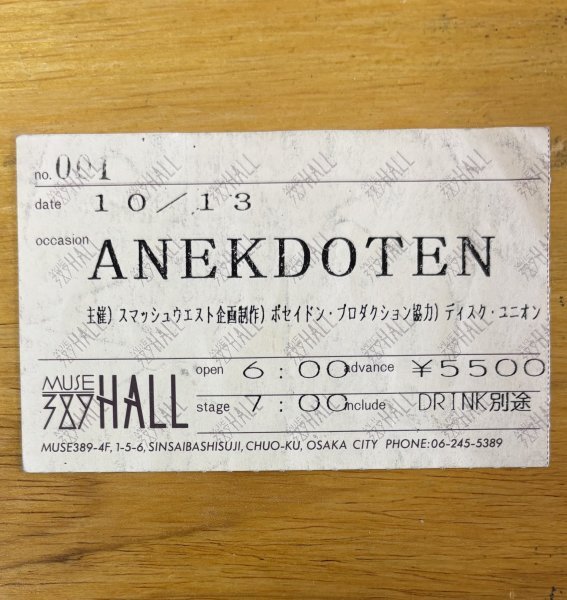 no. 001
date 10／13
occasion ANEKDOTEN
主催）スマッシュウエスト企画制作）ポセイドン・プロダクション協力）ディスク・ユニオン
open 6：00 advance ¥5500
MUSE
389 HALL
stage 7：00 include DRINK別途
MUSE389-4F, 1-5-6, SINSAIBASHISUJI, CHUO-KU, OSAKA CITY PHONE:06-245-5389